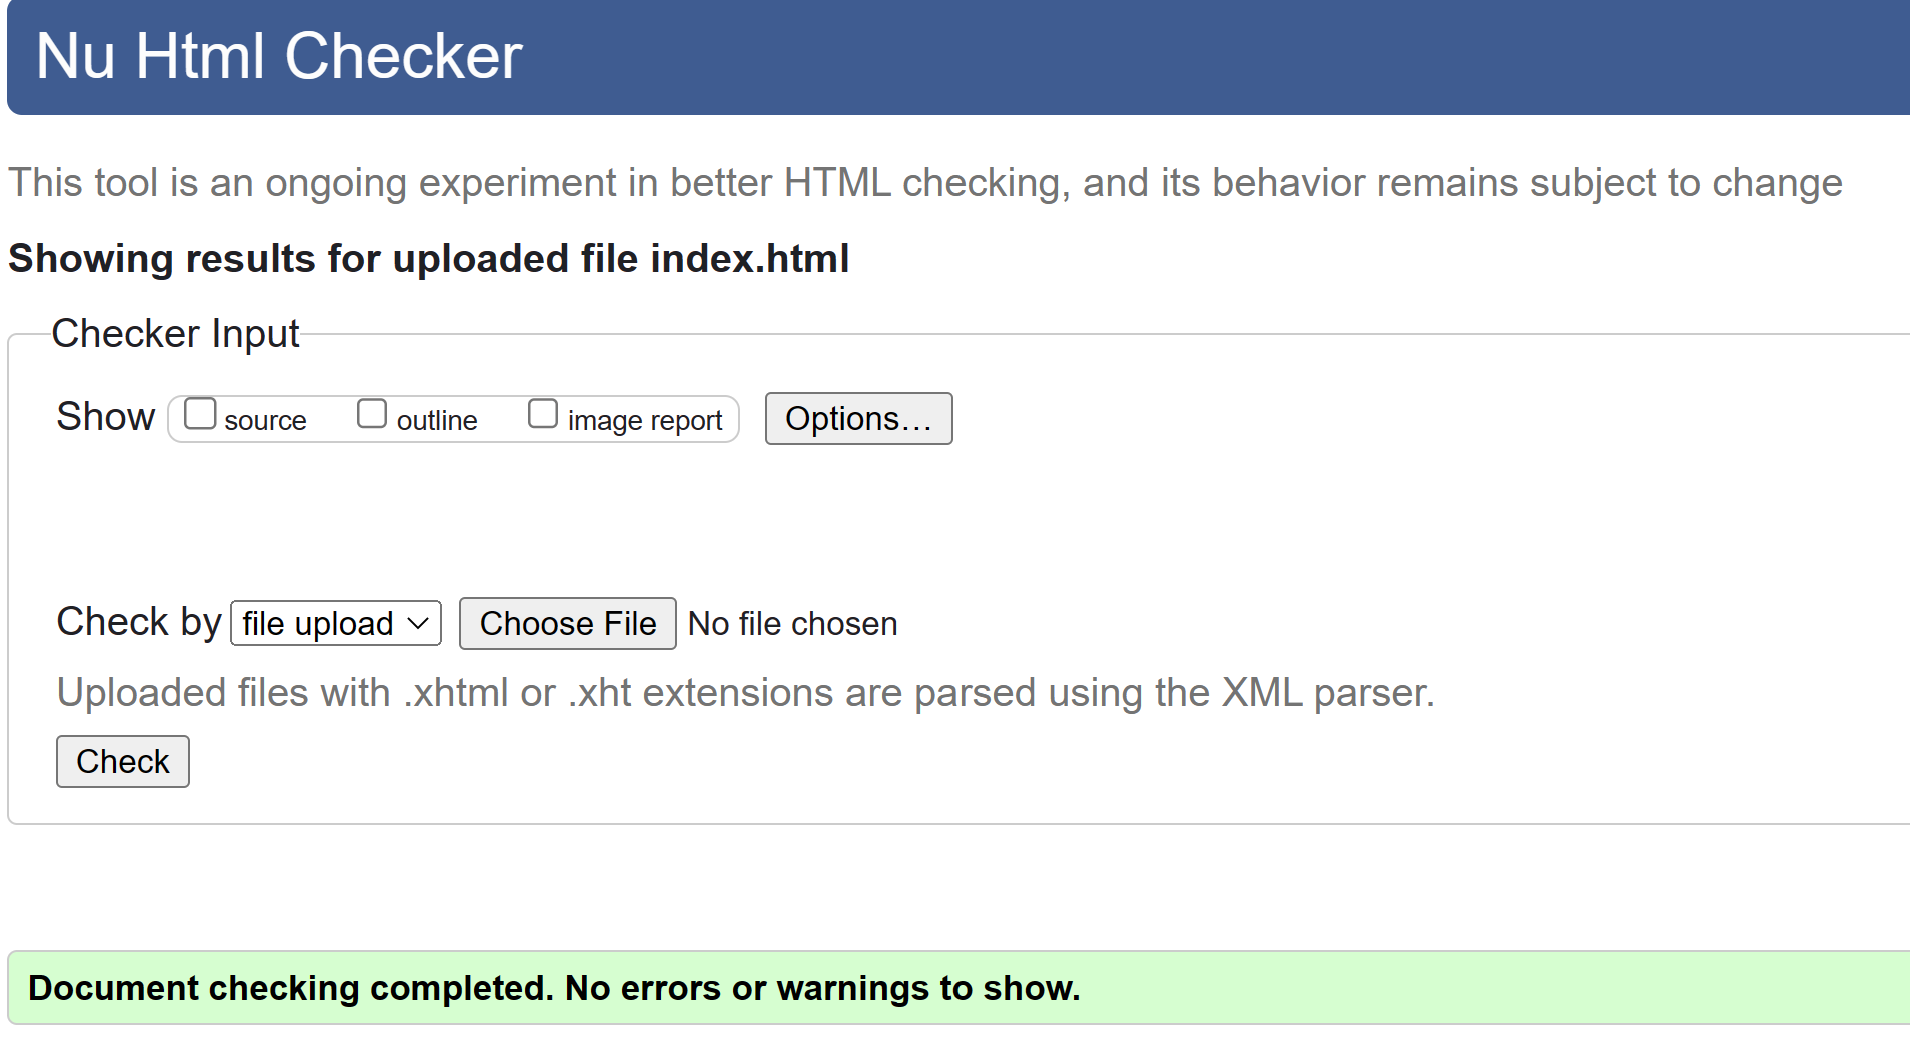 Nu Html Checker
This tool is an ongoing experiment in better HTML checking, and its behavior remains subject to change
Showing results for uploaded file index.html
Checker Input
Show source outline image report Options…
Check by file upload Choose File No file chosen
Uploaded files with .xhtml or .xht extensions are parsed using the XML parser.
Check
Document checking completed. No errors or warnings to show.